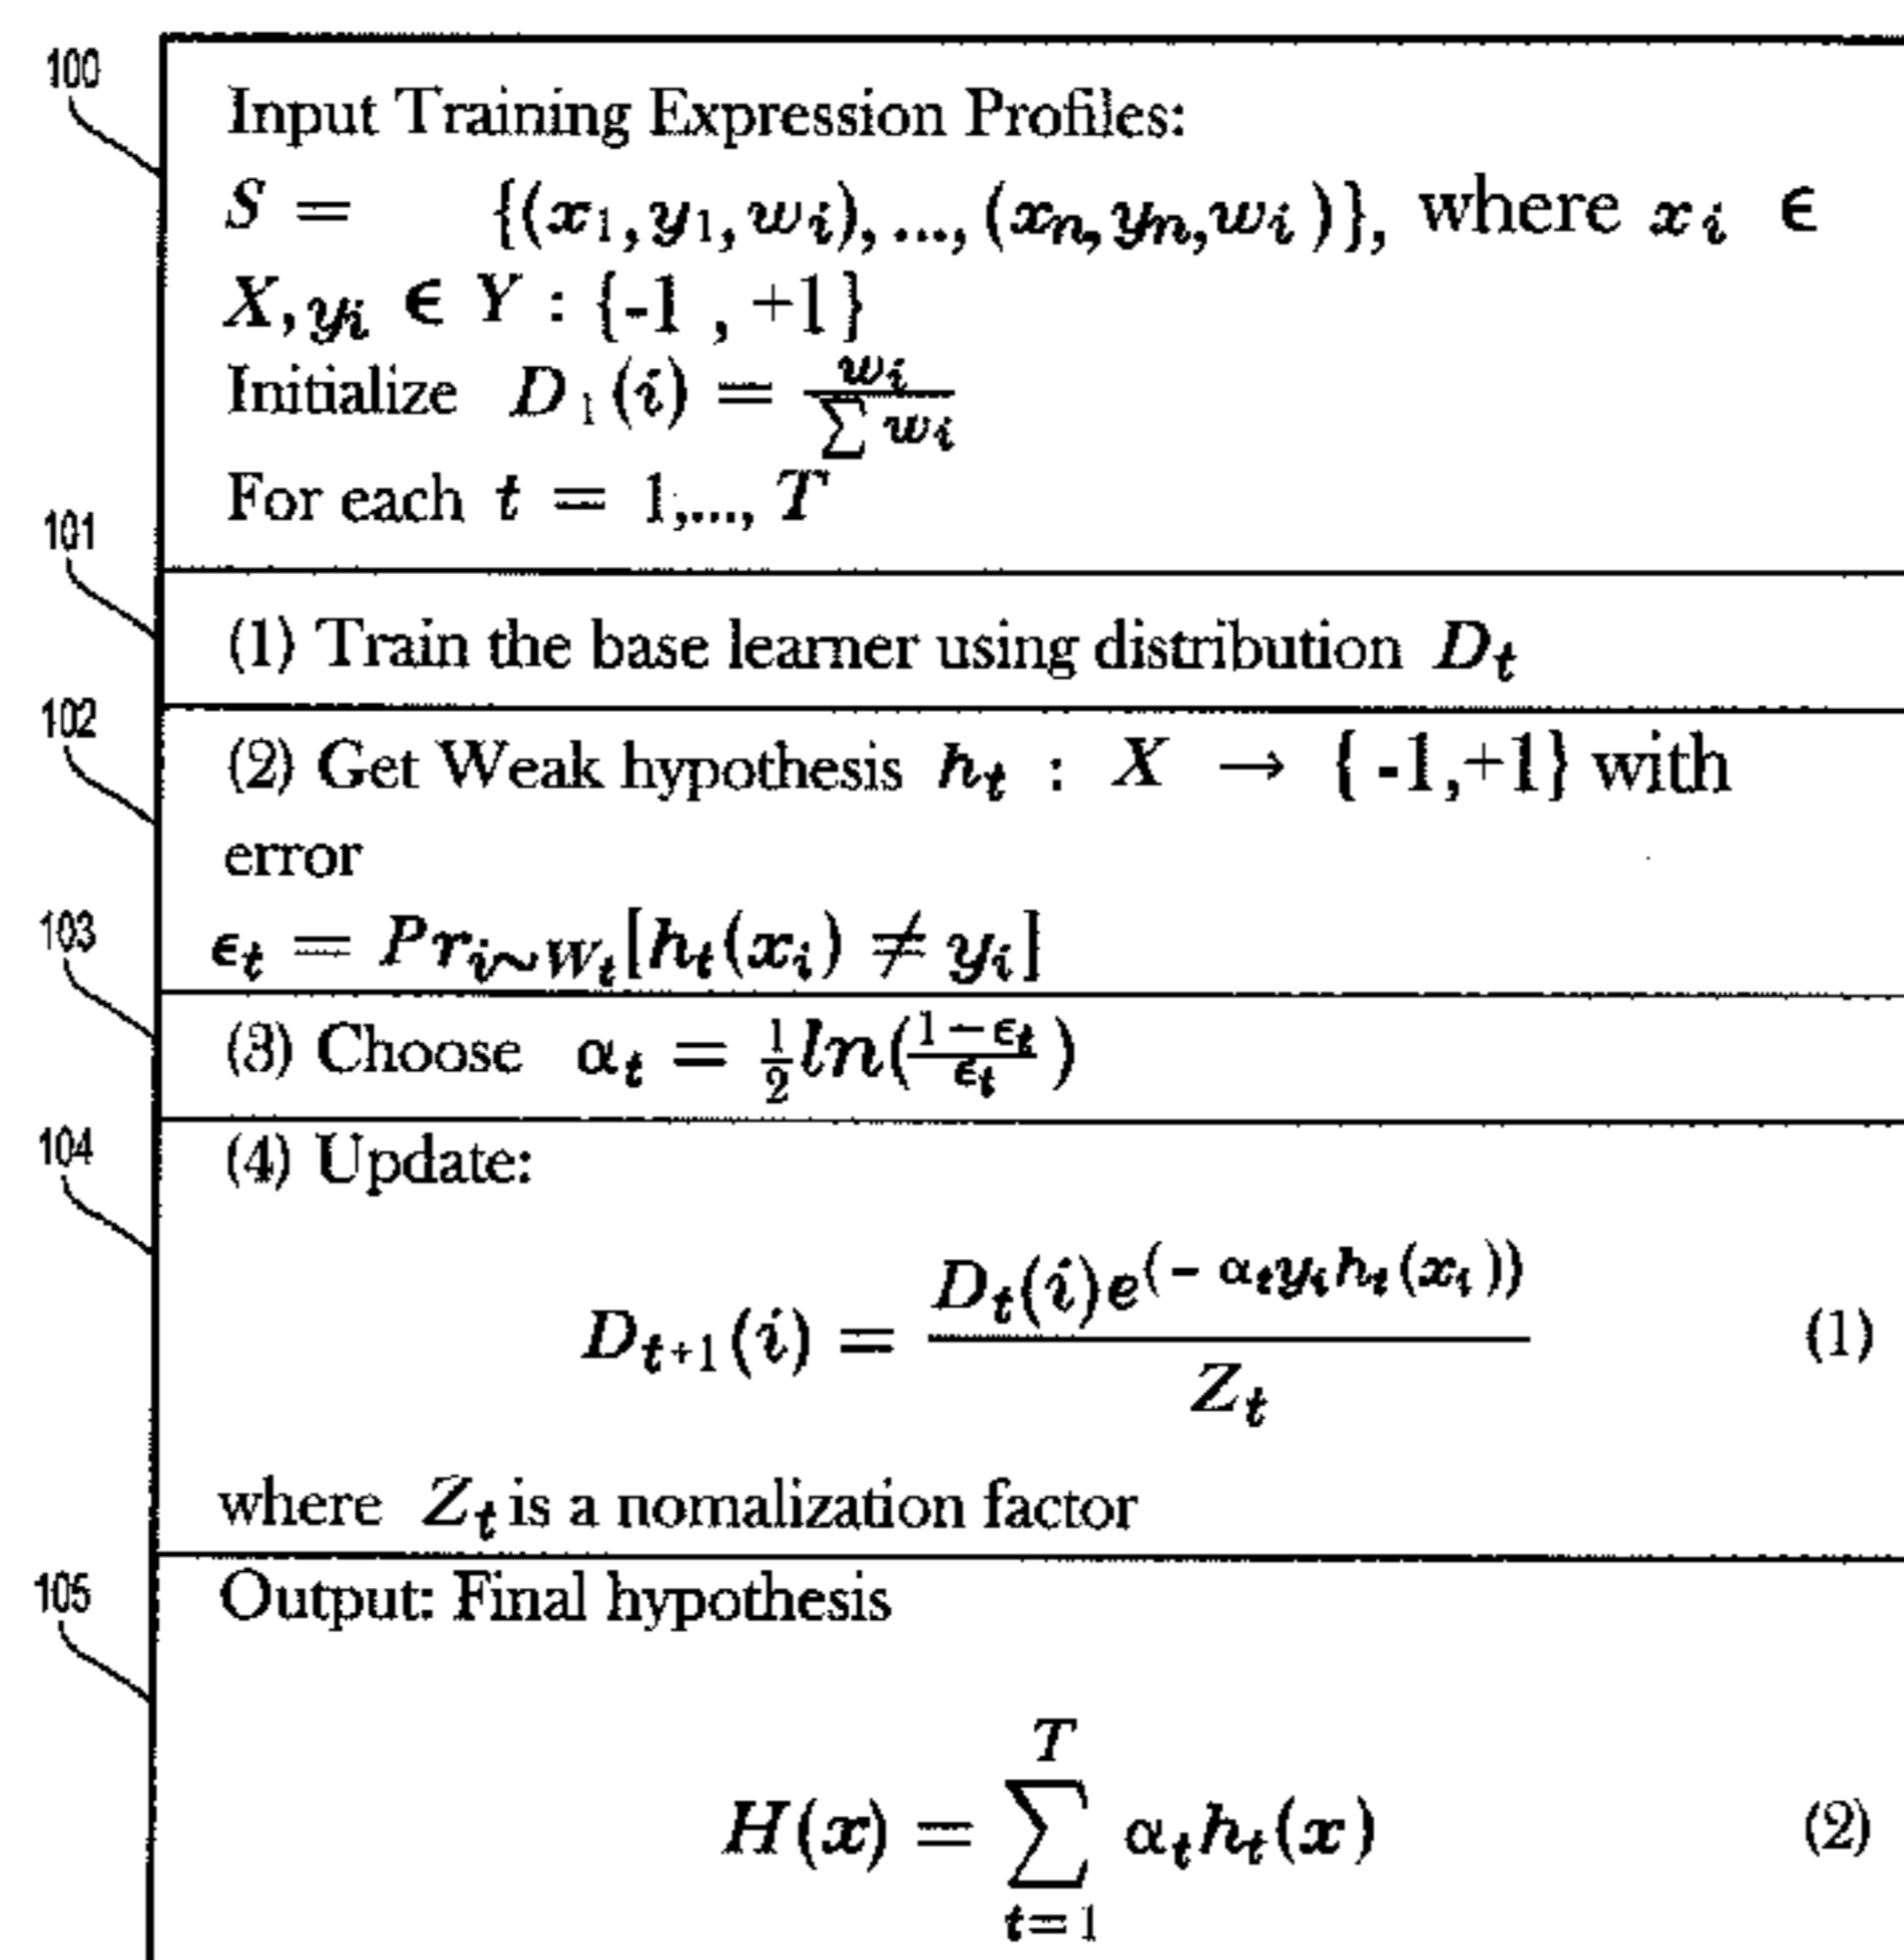 100
Input Training Expression Profiles:
S = {(x₁, y₁, wᵢ), ..., (xₙ, yₙ, wᵢ )}, where xᵢ ϵ
X, yᵢ ϵ Y : {-1 , +1}
Initialize D₁(i) = wᵢ / ∑ wᵢ
For each t = 1,..., T
101
(1) Train the base learner using distribution Dₜ
102
(2) Get Weak hypothesis hₜ : X → { -1,+1} with
error
103
ϵₜ = Pr_{i∼Wₜ}[hₜ(xᵢ) ≠ yᵢ]
(3) Choose αₜ = ½ ln((1−ϵₜ)/ϵₜ )
104
(4) Update:
Dₜ₊₁(i) = Dₜ(i)e^(- αₜyᵢhₜ(xᵢ )) / Zₜ (1)
where Zₜ is a nomalization factor
105
Output: Final hypothesis
H(x) = ∑_{t=1}^{T} αₜhₜ(x) (2)